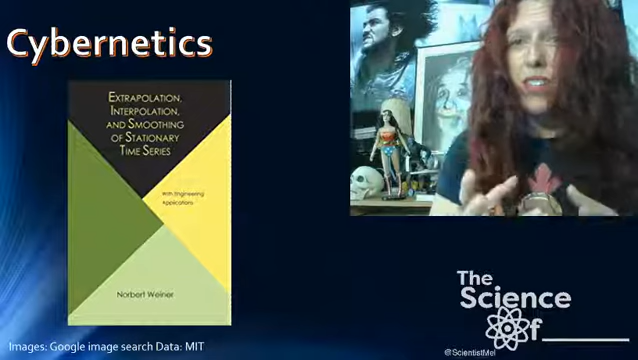 Cybernetics
EXTRAPOLATION,
INTERPOLATION,
AND SMOOTHING
OF STATIONARY
TIME SERIES
With Engineering
Applications
Norbert Weiner
The
Science
Of
@ScientistMel
Images: Google image search Data: MIT